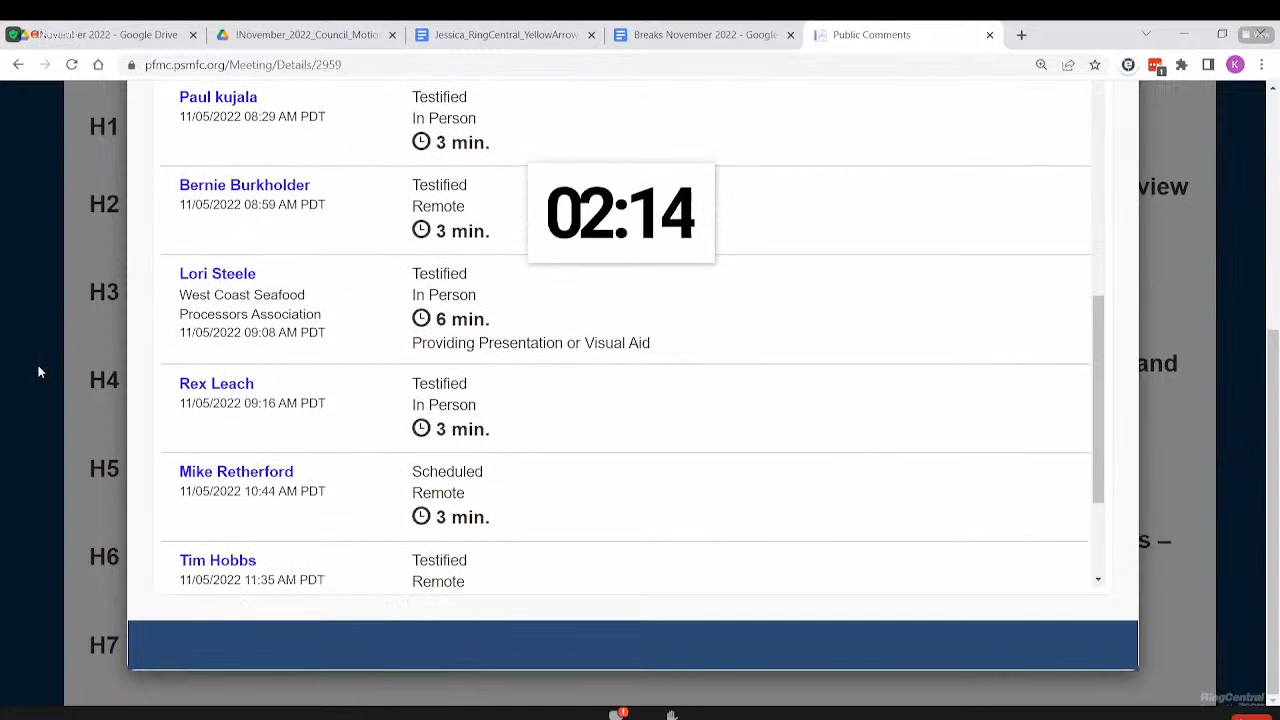 November 2022 - Google Drive
!November_2022_Council_Motion
Jessica_RingCentral_YellowArrow
Breaks November 2022 - Google
Public Comments
pfmc.psmfc.org/Meeting/Details/2959
K
1
H1
H2
H3
H4
H5
H6
H7
Paul kujala
11/05/2022 08:29 AM PDT
Testified
In Person
3 min.
Bernie Burkholder
11/05/2022 08:59 AM PDT
Testified
Remote
3 min.
02:14
Lori Steele
West Coast Seafood
Processors Association
11/05/2022 09:08 AM PDT
Testified
In Person
6 min.
Providing Presentation or Visual Aid
Rex Leach
11/05/2022 09:16 AM PDT
Testified
In Person
3 min.
Mike Retherford
11/05/2022 10:44 AM PDT
Scheduled
Remote
3 min.
Tim Hobbs
11/05/2022 11:35 AM PDT
Testified
Remote
view
and
s –
RingCentral
1